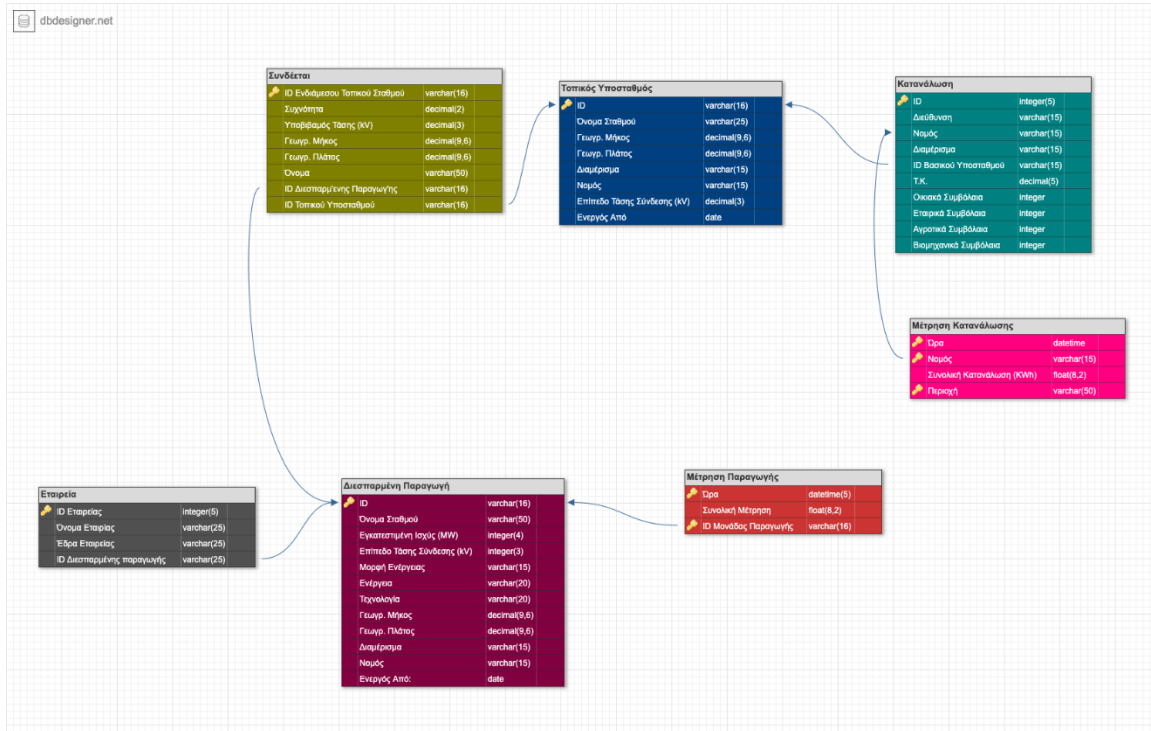 dbdesigner.net
Συνδέεται
ID Ενδιάμεσου Τοπικού Σταθμού varchar(16)
Συχνότητα decimal(2)
Υποβιβαμός Τάσης (kV) decimal(3)
Γεωγρ. Μήκος decimal(9,6)
Γεωγρ. Πλάτος decimal(9,6)
Όνομα varchar(50)
ID Διεσπαρμ'ενης Παραγωγ'ης varchar(16)
ID Τοπικού Υποσταθμού varchar(16)
Τοπικός Υποσταθμός
ID varchar(16)
Όνομα Σταθμού varchar(25)
Γεωγρ. Μήκος decimal(9,6)
Γεωγρ. Πλάτος decimal(9,6)
Διαμέρισμα varchar(15)
Νομός varchar(15)
Επίπεδο Τάσης Σύνδεσης (kV) decimal(3)
Ενεργός Από date
Κατανάλωση
ID integer(5)
Διεύθυνση varchar(15)
Νομός varchar(15)
Διαμέρισμα varchar(15)
ID Βασικού Υποσταθμού varchar(15)
Τ.Κ. decimal(5)
Οικιακά Συμβόλαια integer
Εταιρικά Συμβόλαια integer
Αγροτικά Συμβόλαια integer
Βιομηχανικά Συμβόλαια integer
Μέτρηση Κατανάλωσης
Ώρα datetime
Νομός varchar(15)
Συνολική Κατανάλωση (KWh) float(8,2)
Περιοχή varchar(50)
Εταιρεία
ID Εταιρείας integer(5)
Όνομα Εταιρίας varchar(25)
Έδρα Εταιρείας varchar(25)
ID Διεσπαρμένης παραγωγής varchar(25)
Διεσπαρμένη Παραγωγή
ID varchar(16)
Όνομα Σταθμού varchar(50)
Εγκατεστημένη Ισχύς (MW) integer(4)
Επίπεδο Τάσης Σύνδεσης (kV) integer(3)
Μορφή Ενέργειας varchar(15)
Ενέργεια varchar(20)
Τεχνολογία varchar(20)
Γεωγρ. Μήκος decimal(9,6)
Γεωγρ. Πλάτος decimal(9,6)
Διαμέρισμα varchar(15)
Νομός varchar(15)
Ενεργός Από: date
Μέτρηση Παραγωγής
Ώρα datetime(5)
Συνολική Μέτρηση float(8,2)
ID Μονάδας Παραγωγής varchar(16)